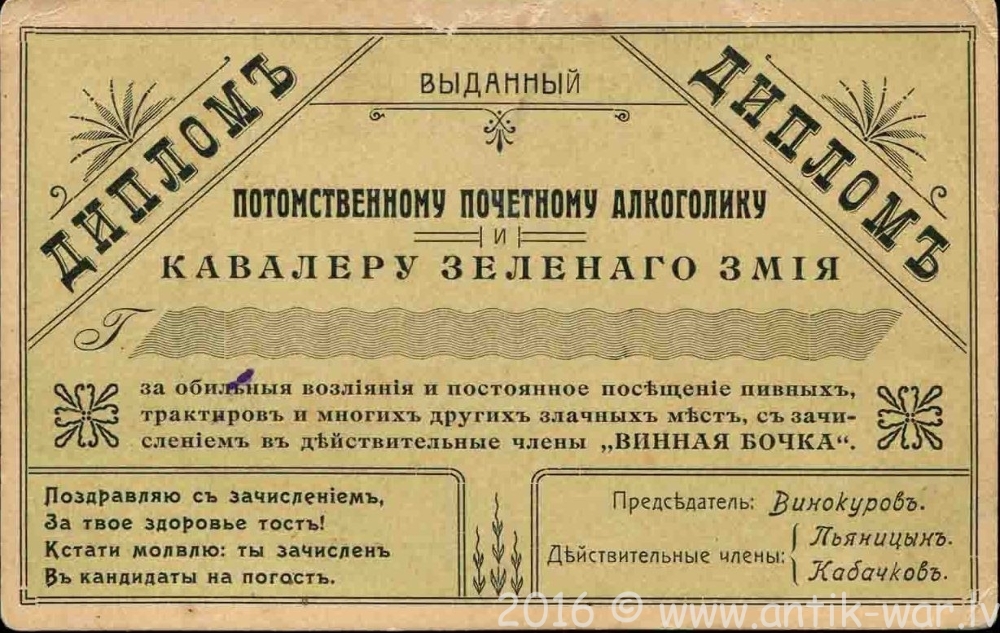 ДИПЛОМЪ
ДИПЛОМЪ
ВЫДАННЫЙ
ПОТОМСТВЕННОМУ ПОЧЕТНОМУ АЛКОГОЛИКУ
И
КАВАЛЕРУ ЗЕЛЕНАГО ЗМІЯ
Г
за обильныя возліянія и постоянное посѣщеніе пивныхъ,
трактировъ и многихъ другихъ злачныхъ мѣстъ, съ зачи-
сленіемъ въ дѣйствительные члены „ВИННАЯ БОЧКА“.
Поздравляю съ зачисленіемъ,
За твое здоровье тостъ!
Кстати молвлю: ты зачисленъ
Въ кандидаты на погостъ.
Предсѣдатель: Винокуровъ.
Дѣйствительные члены: Пьяницынъ.
Кабачковъ.
2016 © www.antik-war.lv